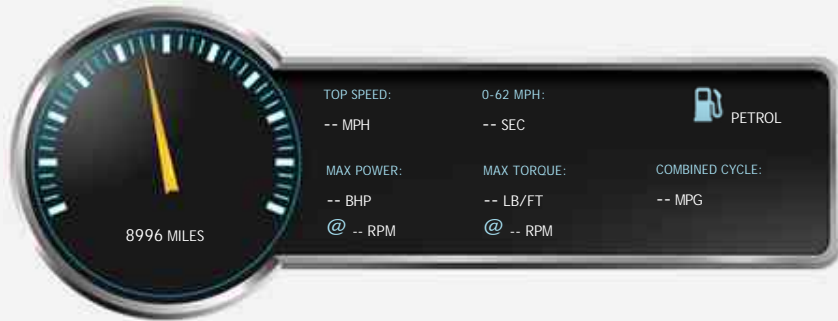 TOP SPEED:
-- MPH
0-62 MPH:
-- SEC
PETROL
MAX POWER:
-- BHP
@ -- RPM
MAX TORQUE:
-- LB/FT
@ -- RPM
COMBINED CYCLE:
-- MPG
8996 MILES